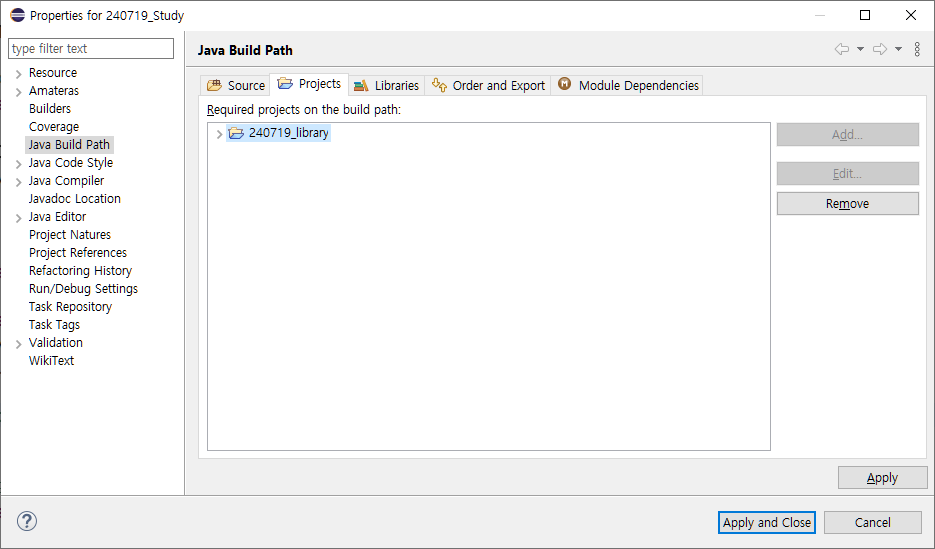 Properties for 240719_Study
type filter text
Resource
Amateras
Builders
Coverage
Java Build Path
Java Code Style
Java Compiler
Javadoc Location
Java Editor
Project Natures
Project References
Refactoring History
Run/Debug Settings
Task Repository
Task Tags
Validation
WikiText
Java Build Path
Source Projects Libraries Order and Export M Module Dependencies
Required projects on the build path:
240719_library
Add...
Edit...
Remove
Apply
? Apply and Close Cancel